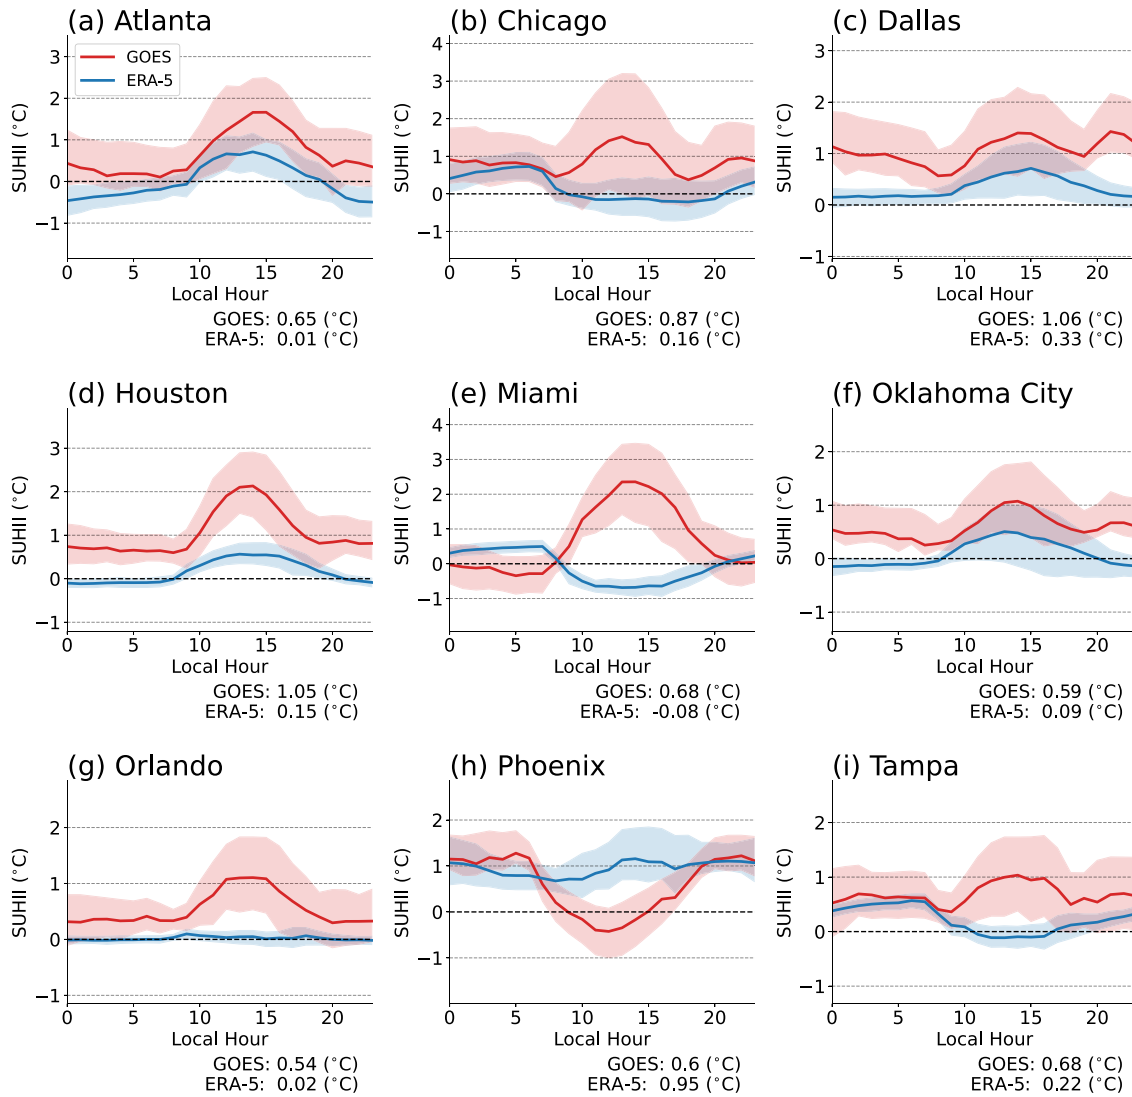 (a) Atlanta
GOES
ERA-5
SUHII (°C)
3
2
1
0
−1
0 5 10 15 20
Local Hour
GOES: 0.65 (°C)
ERA-5: 0.01 (°C)
(b) Chicago
SUHII (°C)
4
3
2
1
0
−1
0 5 10 15 20
Local Hour
GOES: 0.87 (°C)
ERA-5: 0.16 (°C)
(c) Dallas
SUHII (°C)
3
2
1
0
−1
0 5 10 15 20
Local Hour
GOES: 1.06 (°C)
ERA-5: 0.33 (°C)
(d) Houston
SUHII (°C)
3
2
1
0
−1
0 5 10 15 20
Local Hour
GOES: 1.05 (°C)
ERA-5: 0.15 (°C)
(e) Miami
SUHII (°C)
4
3
2
1
0
−1
0 5 10 15 20
Local Hour
GOES: 0.68 (°C)
ERA-5: -0.08 (°C)
(f) Oklahoma City
SUHII (°C)
2
1
0
−1
0 5 10 15 20
Local Hour
GOES: 0.59 (°C)
ERA-5: 0.09 (°C)
(g) Orlando
SUHII (°C)
2
1
0
−1
0 5 10 15 20
Local Hour
GOES: 0.54 (°C)
ERA-5: 0.02 (°C)
(h) Phoenix
SUHII (°C)
2
1
0
−1
0 5 10 15 20
Local Hour
GOES: 0.6 (°C)
ERA-5: 0.95 (°C)
(i) Tampa
SUHII (°C)
2
1
0
−1
0 5 10 15 20
Local Hour
GOES: 0.68 (°C)
ERA-5: 0.22 (°C)